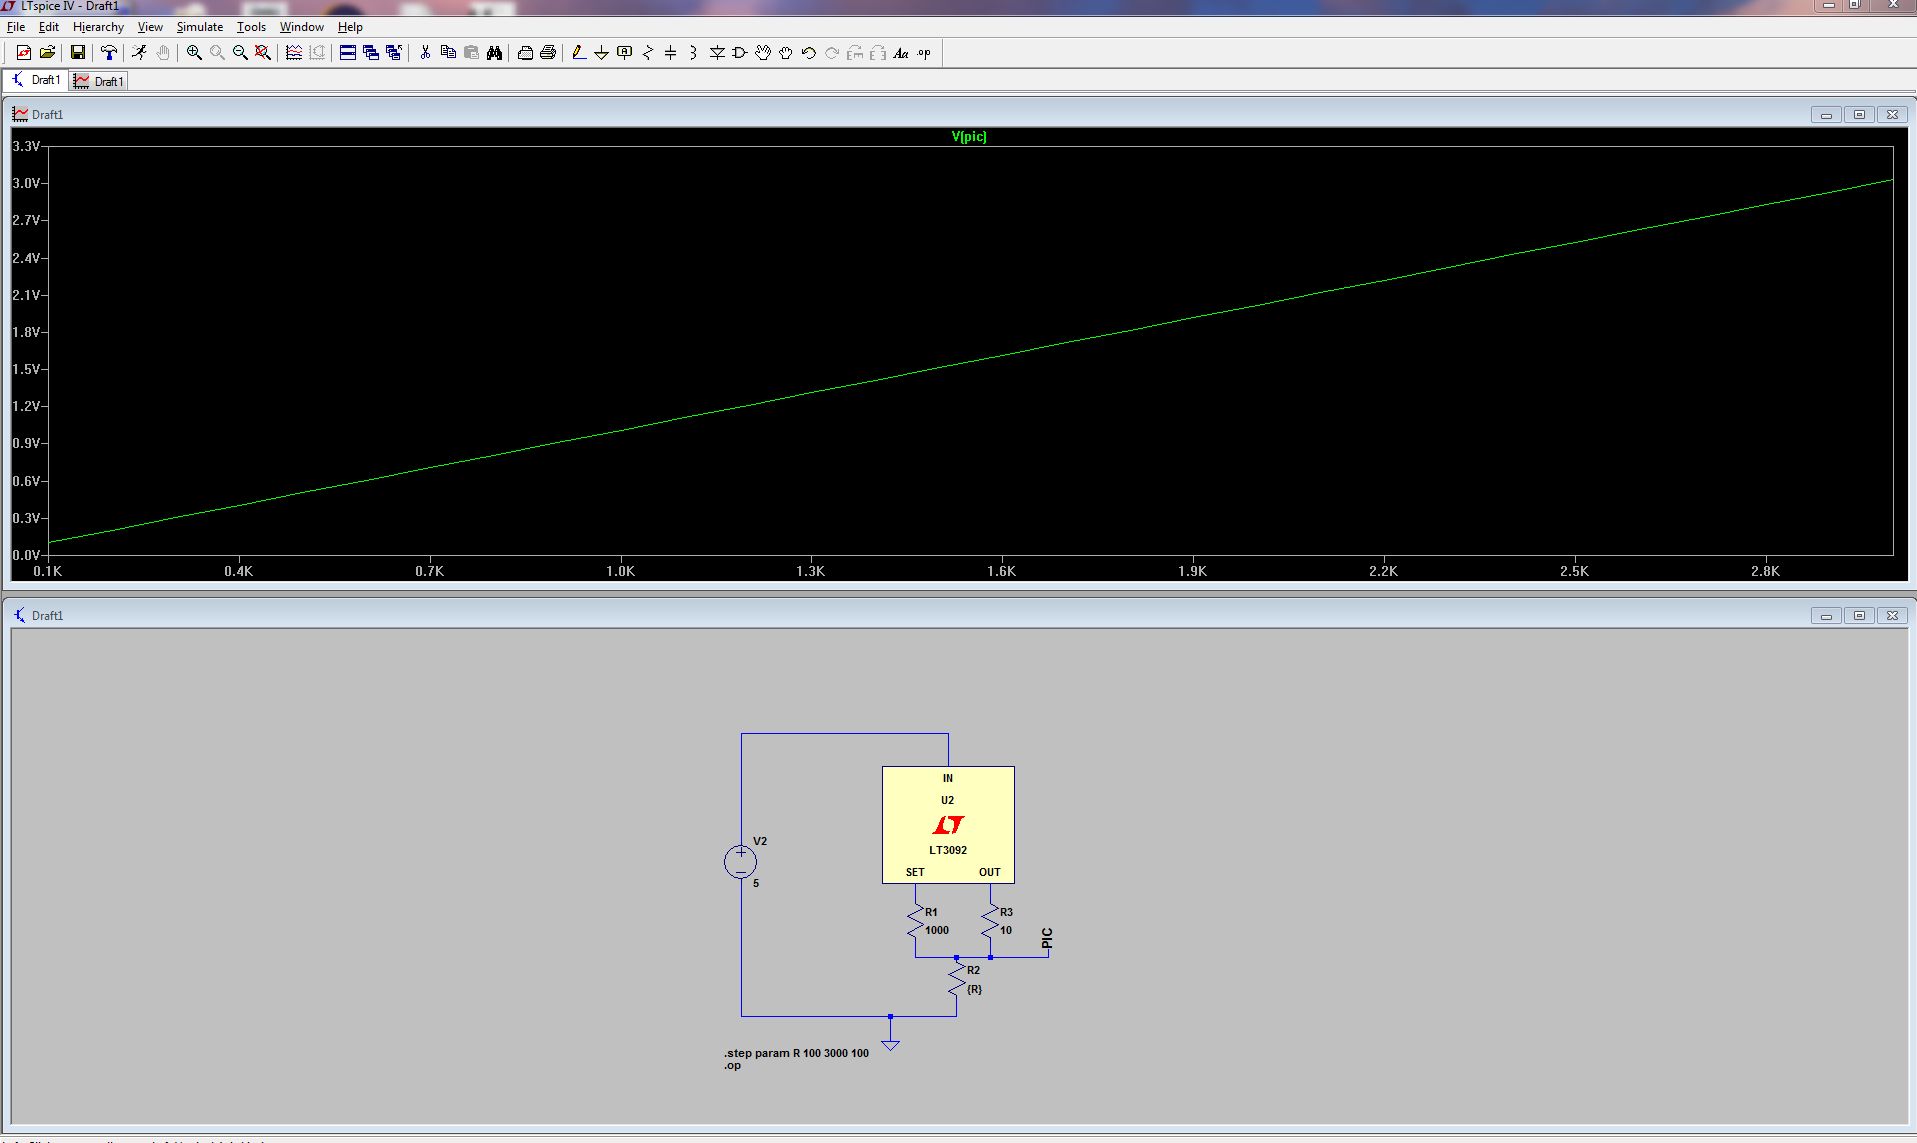 LTspice IV - Draft1
File Edit Hierarchy View Simulate Tools Window Help
Draft1 Draft1
Draft1
V(pic)
3.3V
3.0V
2.7V
2.4V
2.1V
1.8V
1.5V
1.2V
0.9V
0.6V
0.3V
0.0V
0.1K 0.4K 0.7K 1.0K 1.3K 1.6K 1.9K 2.2K 2.5K 2.8K
Draft1
IN
U2
LT3092
SET OUT
V2
5
R1
1000
R3
10
PIC
R2
{R}
.step param R 100 3000 100
.op